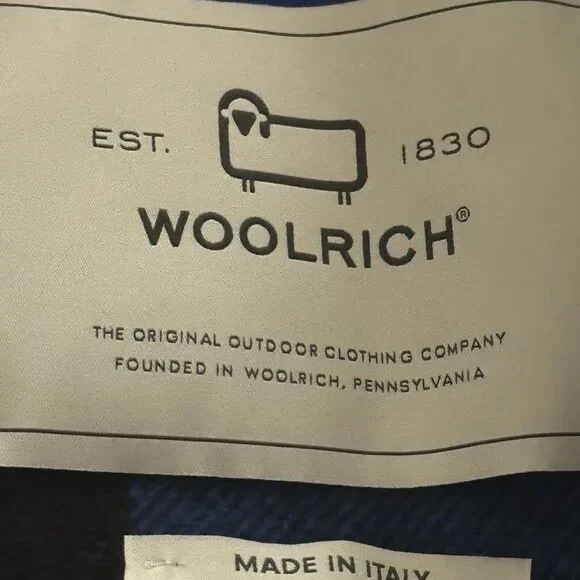 EST. 1830
WOOLRICH®
THE ORIGINAL OUTDOOR CLOTHING COMPANY
FOUNDED IN WOOLRICH, PENNSYLVANIA
MADE IN ITALY